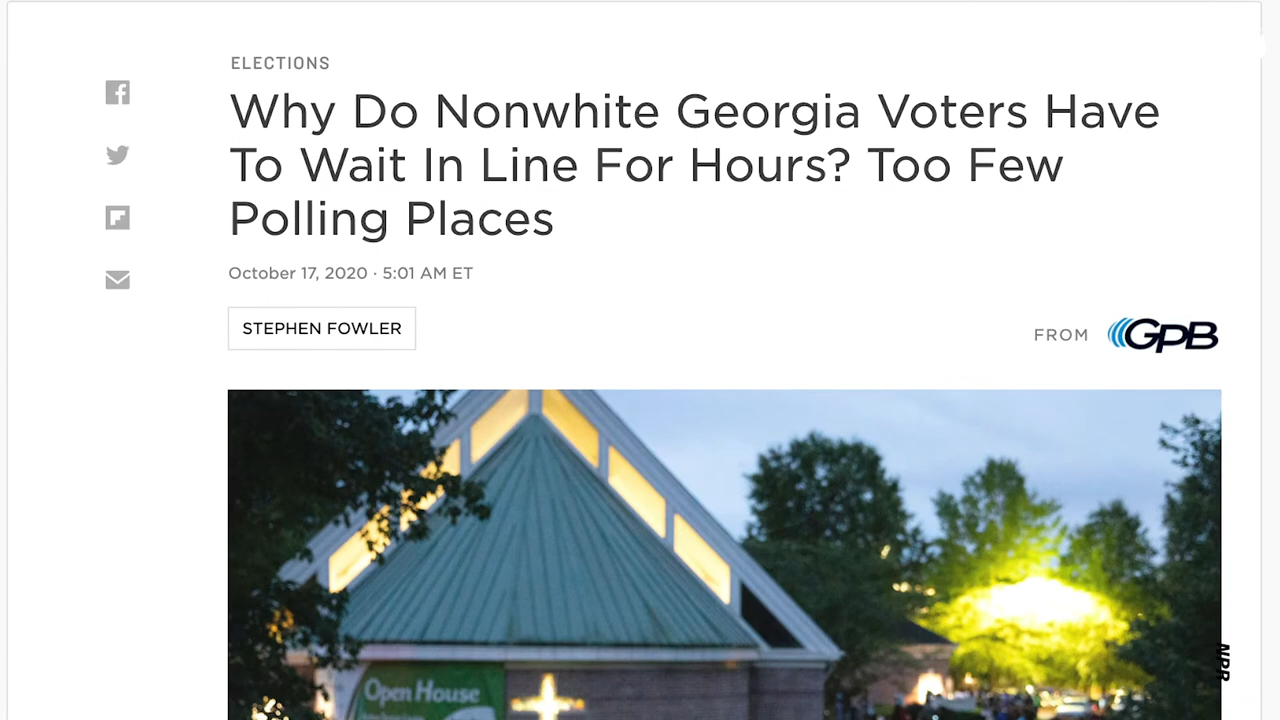 ELECTIONS
Why Do Nonwhite Georgia Voters Have
To Wait In Line For Hours? Too Few
Polling Places
October 17, 2020 · 5:01 AM ET
STEPHEN FOWLER
FROM GPB
Open House
NPR